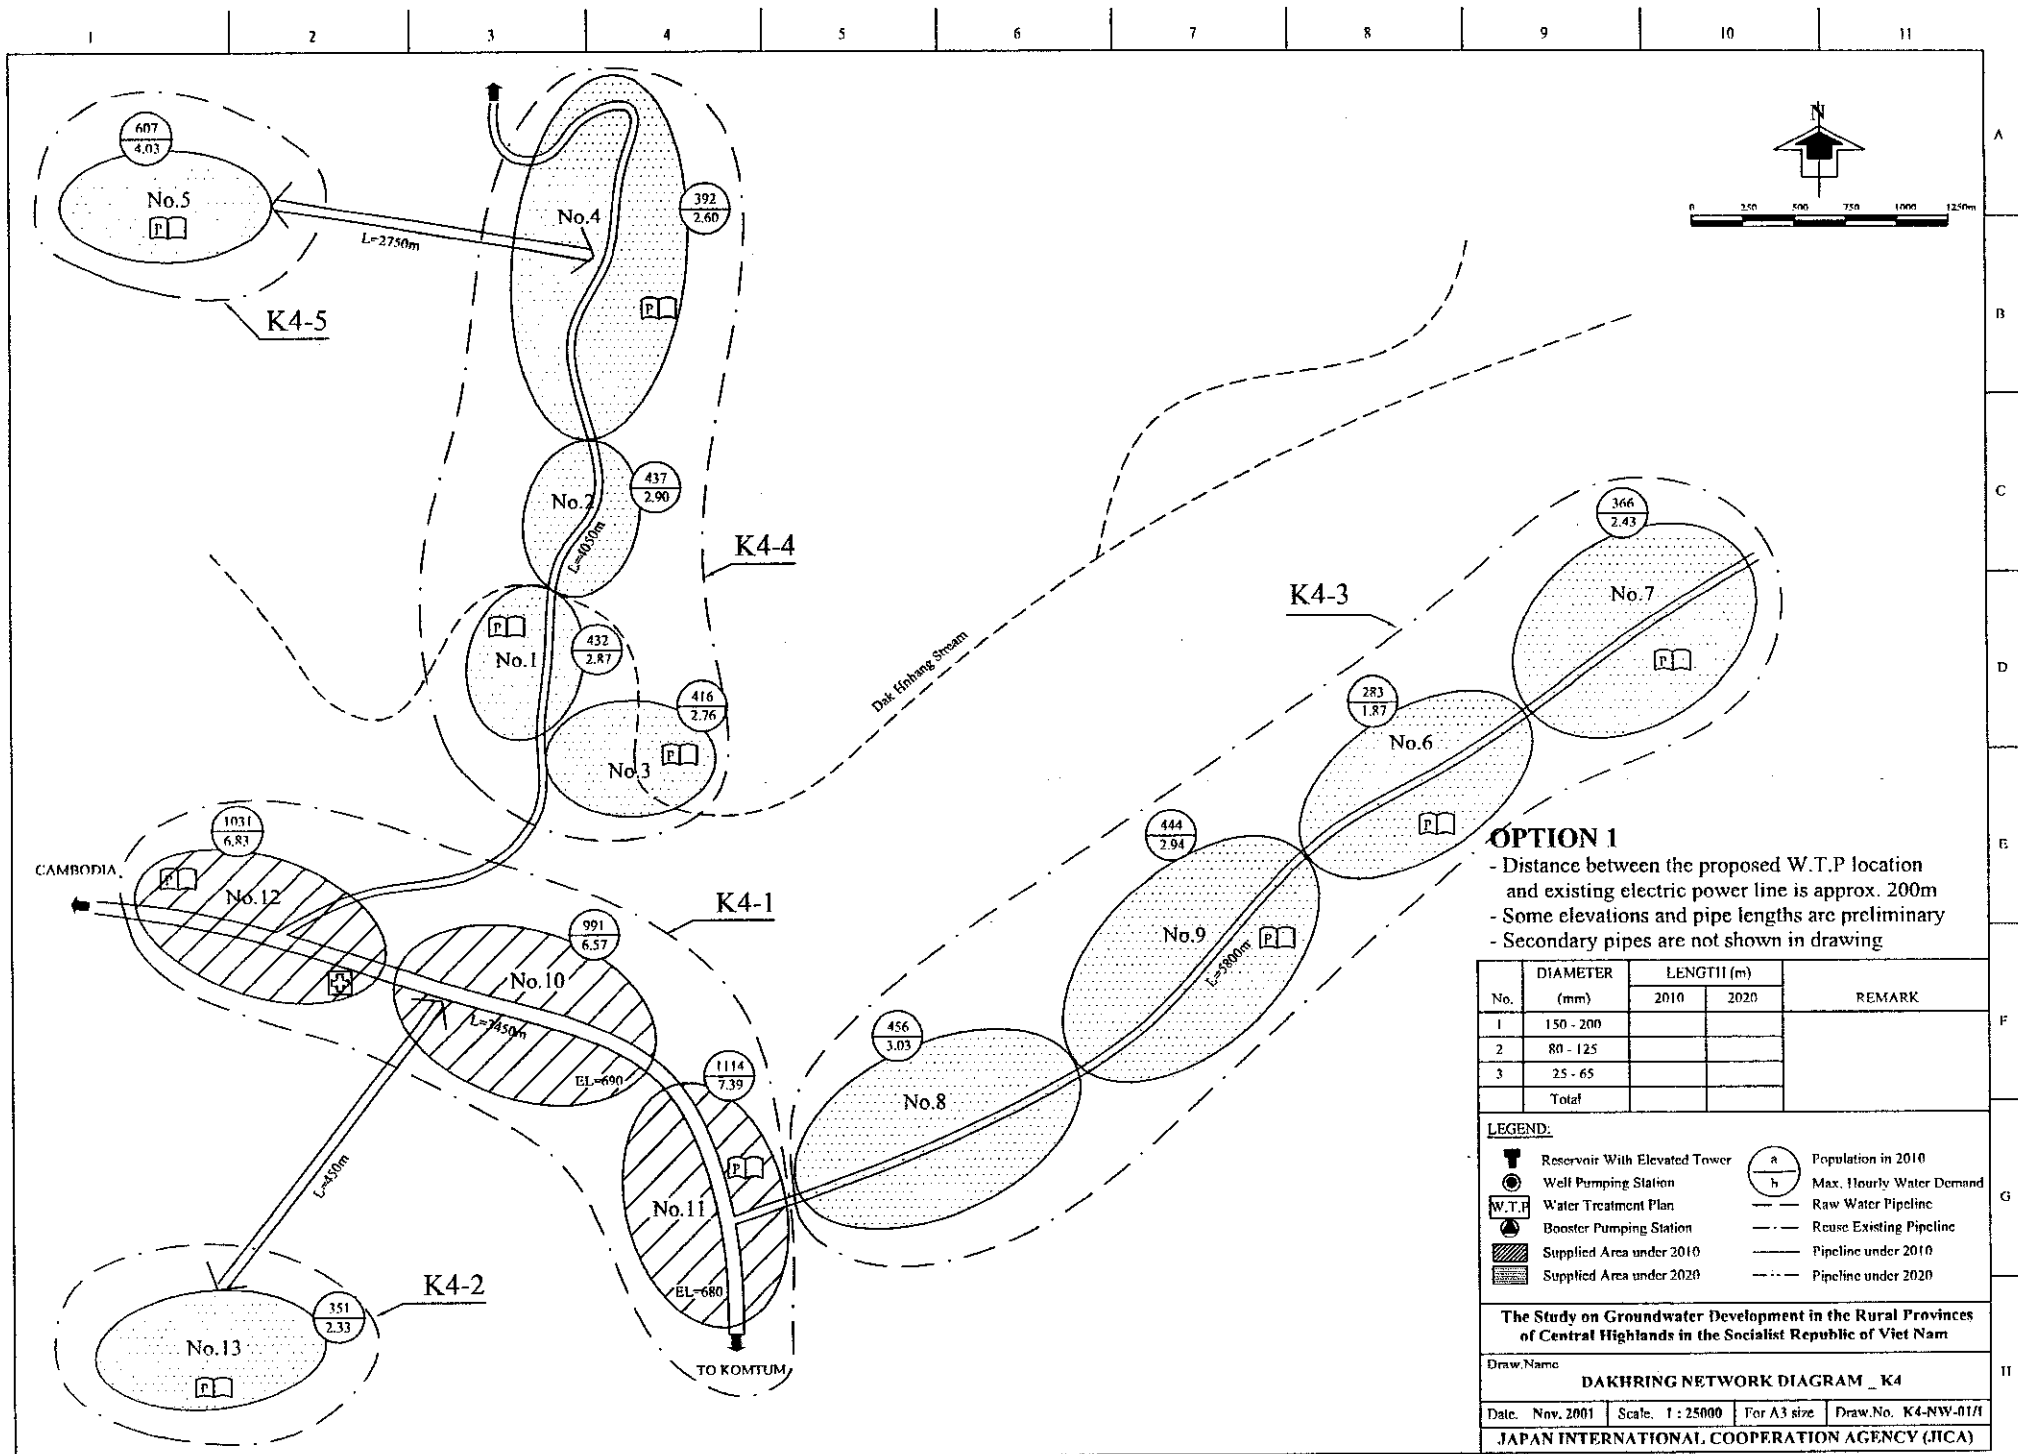 1 2 3 4 5 6 7 8 9 10 11
A
B
C
D
E
F
G
H
N
0 250 500 750 1000 1250m
607
4.03
No.5
P
L=2750m
K4-5
No.4
392
2.60
P
437
2.90
No.2
L=4050m
K4-4
P
No.1
432
2.87
416
2.76
P
No.3
Dak Hnhang Stream
366
2.43
No.7
P
K4-3
283
1.87
No.6
P
444
2.94
No.9
P
L=5800m
456
3.03
No.8
1031
6.83
CAMBODIA
P
No.12
K4-1
991
6.57
No.10
EL=690
1114
7.39
P
No.11
EL=680
TO KOMTUM
L=450m
K4-2
351
2.33
No.13
P
OPTION 1
- Distance between the proposed W.T.P location
and existing electric power line is approx. 200m
- Some elevations and pipe lengths are preliminary
- Secondary pipes are not shown in drawing
No. DIAMETER (mm) LENGTH (m) REMARK
2010 2020
1 150 - 200
2 80 - 125
3 25 - 65
Total
LEGEND:
Reservoir With Elevated Tower
Well Pumping Station
W.T.P Water Treatment Plan
Booster Pumping Station
Supplied Area under 2010
Supplied Area under 2020
a Population in 2010
b Max. Hourly Water Demand
Raw Water Pipeline
Reuse Existing Pipeline
Pipeline under 2010
Pipeline under 2020
The Study on Groundwater Development in the Rural Provinces
of Central Highlands in the Socialist Republic of Viet Nam
Draw.Name
DAKHRING NETWORK DIAGRAM _ K4
Date. Nov. 2001 Scale. 1 : 25000 For A3 size Draw.No. K4-NW-01/1
JAPAN INTERNATIONAL COOPERATION AGENCY (JICA)